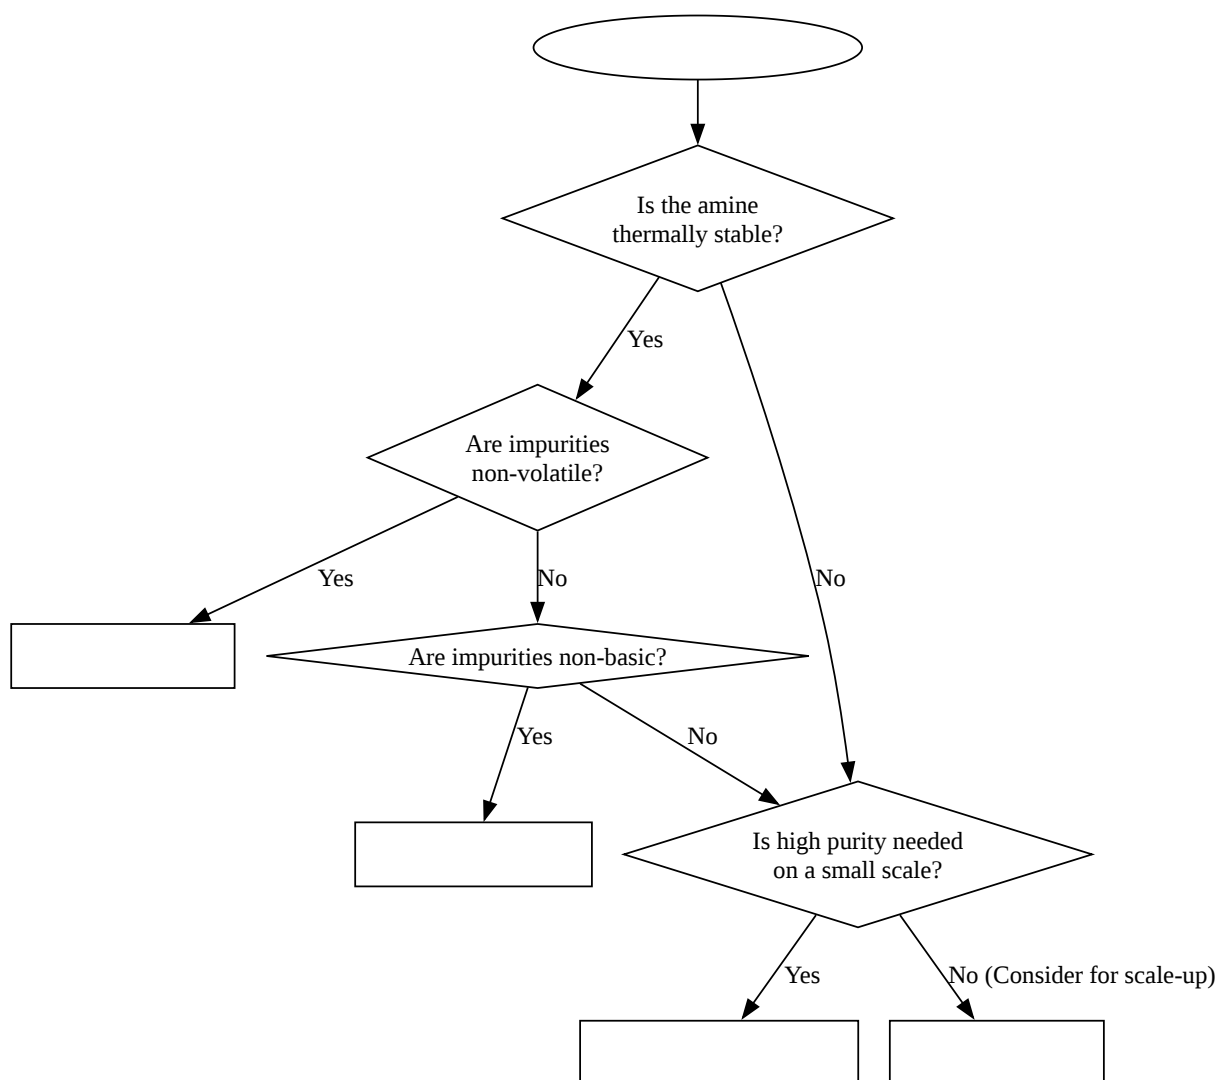 Is the amine
thermally stable?
Yes
Are impurities
non-volatile?
Yes
No
No
Are impurities non-basic?
Yes
No
Is high purity needed
on a small scale?
Yes
No (Consider for scale-up)